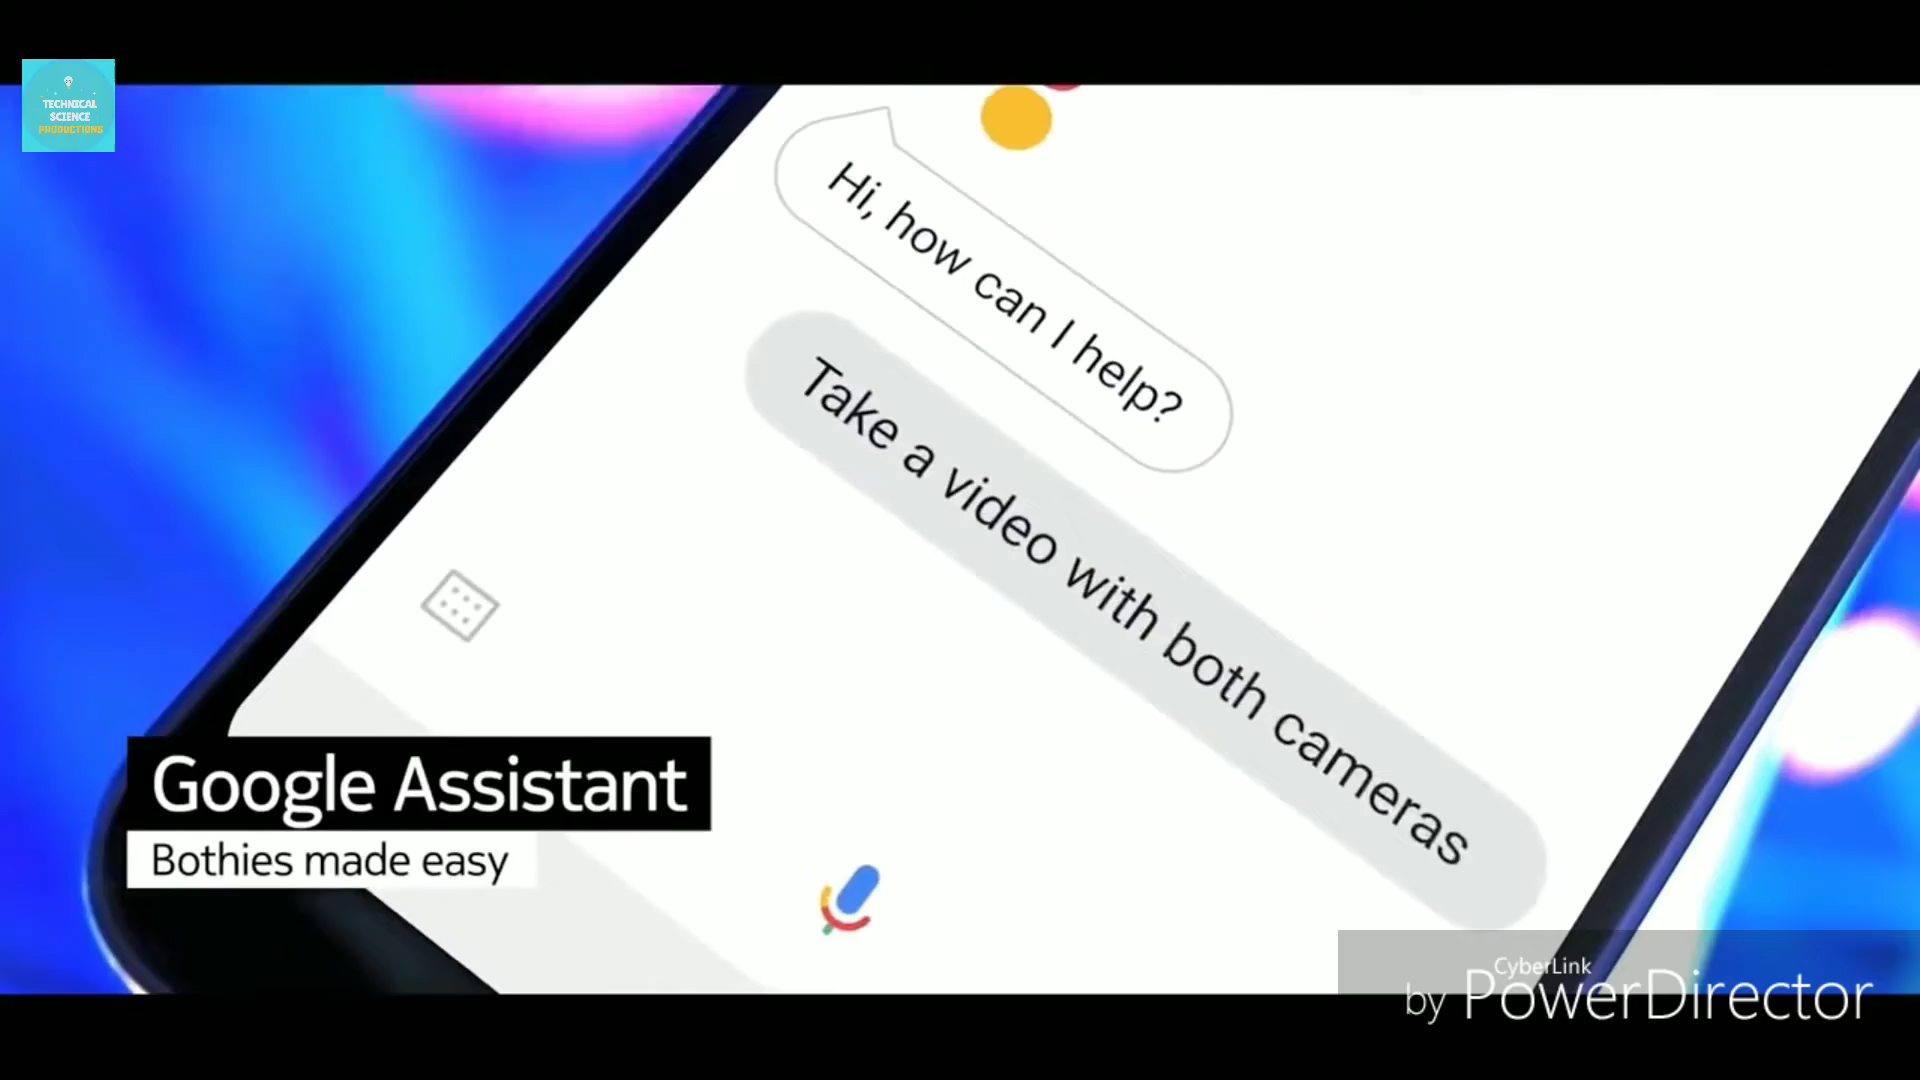 TECHNICAL
SCIENCE
PRODUCTIONS
Hi, how can I help?
Take a video with both cameras
Google Assistant
Bothies made easy
CyberLink
by PowerDirector